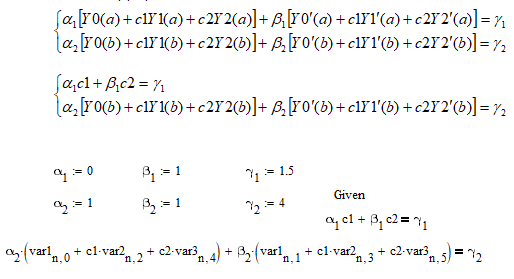 α₁[Y0(a)+c1Y1(a)+c2Y2(a)]+β₁[Y0'(a)+c1Y1'(a)+c2Y2'(a)]=γ₁
α₂[Y0(b)+c1Y1(b)+c2Y2(b)]+β₂[Y0'(b)+c1Y1'(b)+c2Y2'(b)]=γ₂
α₁c1+β₁c2=γ₁
α₂[Y0(b)+c1Y1(b)+c2Y2(b)]+β₂[Y0'(b)+c1Y1'(b)+c2Y2'(b)]=γ₂
α₁ := 0 β₁ := 1 γ₁ := 1.5
α₂ := 1 β₂ := 1 γ₂ := 4
Given
α₁ c1 + β₁ c2 = γ₁
α₂·(var1ₙ,₀ + c1·var2ₙ,₂ + c2·var3ₙ,₄) + β₂·(var1ₙ,₁ + c1·var2ₙ,₃ + c2·var3ₙ,₅) = γ₂